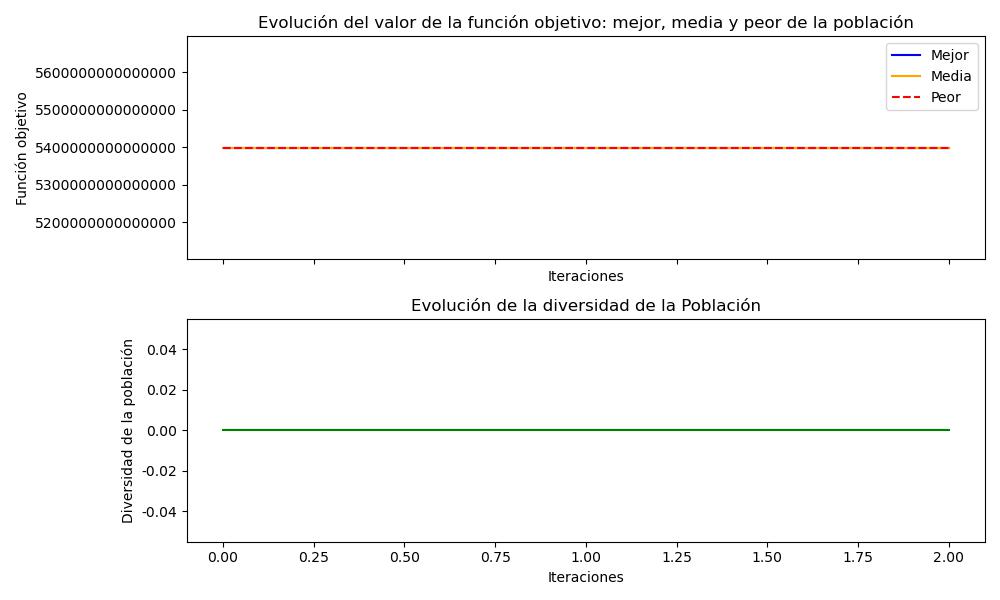 Evolución del valor de la función objetivo: mejor, media y peor de la población
Función objetivo
5600000000000000
5500000000000000
5400000000000000
5300000000000000
5200000000000000
Mejor
Media
Peor
Iteraciones
Evolución de la diversidad de la Población
Diversidad de la población
0.04
0.02
0.00
-0.02
-0.04
0.00 0.25 0.50 0.75 1.00 1.25 1.50 1.75 2.00
Iteraciones